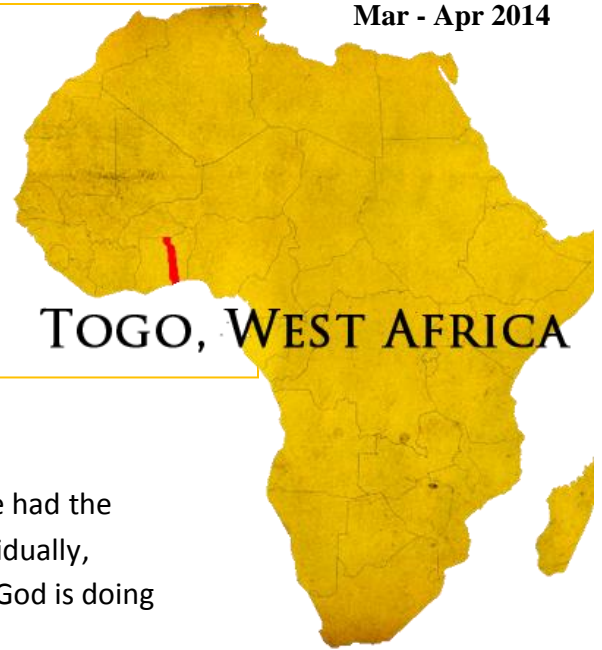 Mar - Apr 2014
TOGO, WEST AFRICA
e had the
idually,
God is doing